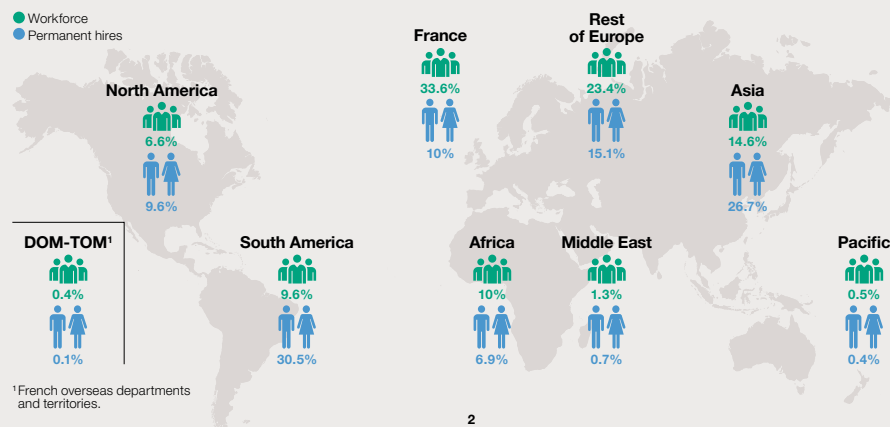 Workforce
Permanent hires
North America
6.6%
9.6%
France
33.6%
10%
Rest
of Europe
23.4%
15.1%
Asia
14.6%
26.7%
DOM-TOM¹
0.4%
0.1%
South America
9.6%
30.5%
Africa
10%
6.9%
Middle East
1.3%
0.7%
Pacific
0.5%
0.4%
¹French overseas departments
and territories.
2